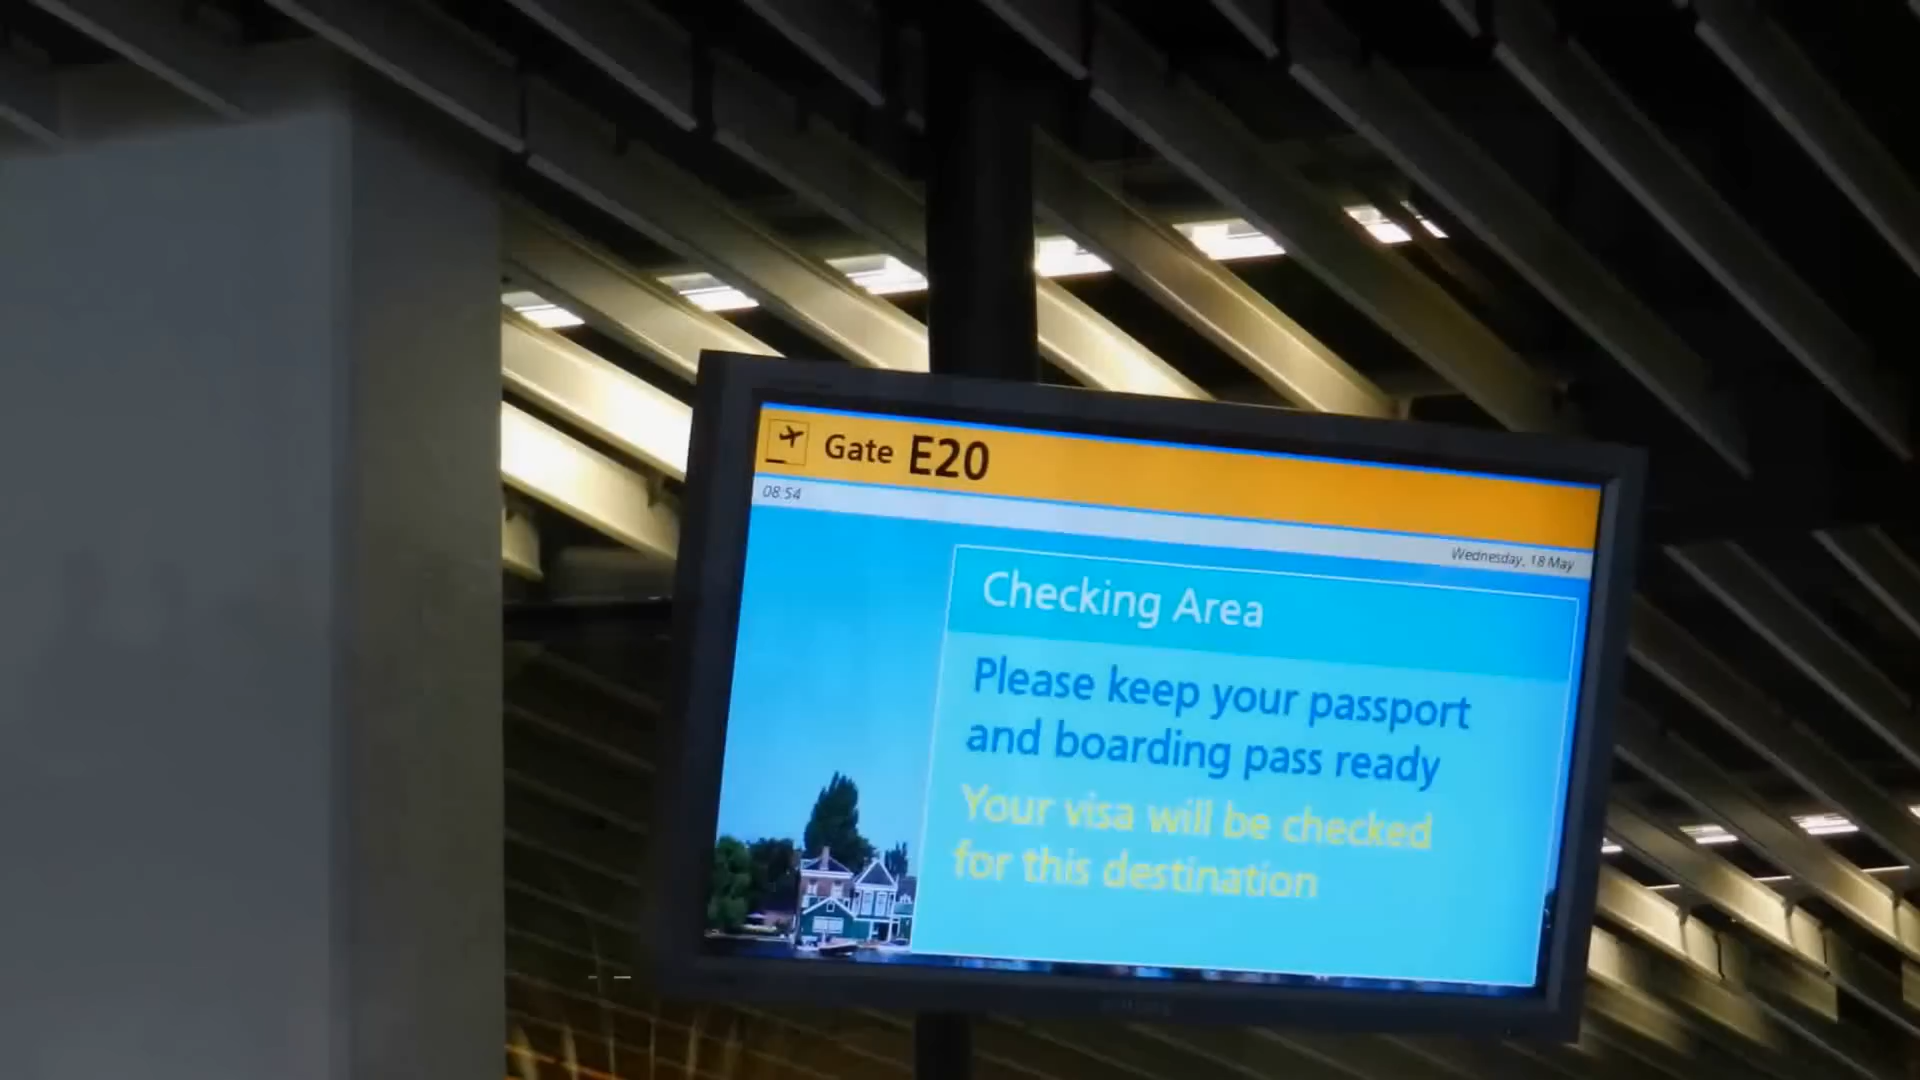 Gate E20
08:54
Wednesday, 18 May
Checking Area
Please keep your passport
and boarding pass ready
Your visa will be checked
for this destination